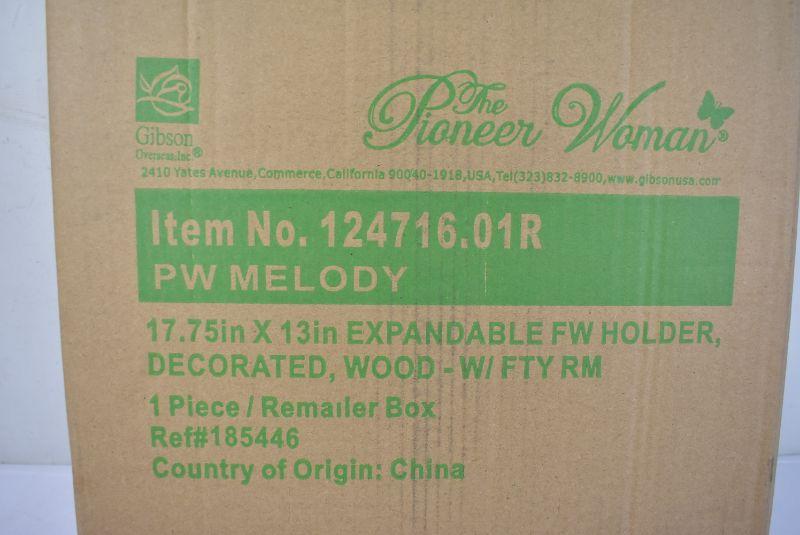 Gibson
Overseas, Inc.®
The
Pioneer Woman®
2410 Yates Avenue,Commerce,California 90040-1918,USA,Tel(323)832-8900,www.gibsonusa.com
Item No. 124716.01R
PW MELODY
17.75in X 13in EXPANDABLE FW HOLDER,
DECORATED, WOOD - W/ FTY RM
1 Piece / Remailer Box
Ref#185446
Country of Origin: China